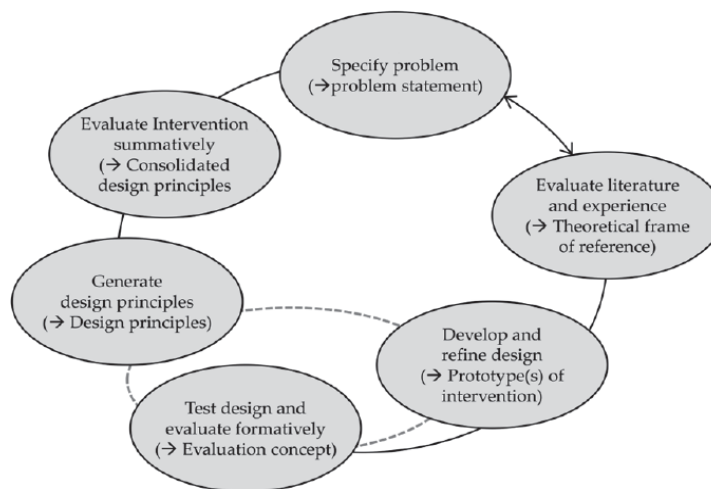 Specify problem
(→problem statement)
Evaluate literature
and experience
(→ Theoretical frame
of reference)
Develop and
refine design
(→ Prototype(s) of
intervention)
Test design and
evaluate formatively
(→ Evaluation concept)
Generate
design principles
(→ Design principles)
Evaluate Intervention
summatively
(→ Consolidated
design principles